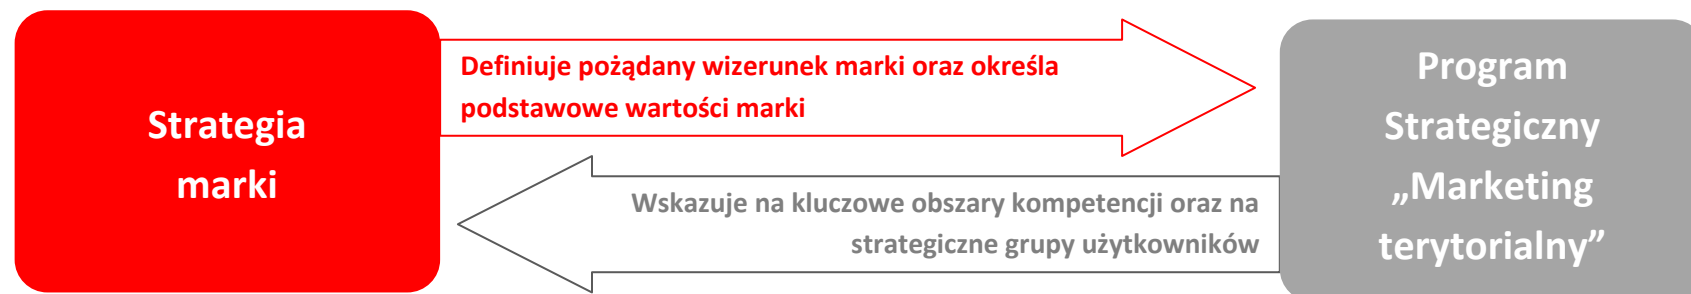 Strategia
marki
Definiuje pożądany wizerunek marki oraz określa
podstawowe wartości marki
Wskazuje na kluczowe obszary kompetencji oraz na
strategiczne grupy użytkowników
Program
Strategiczny
„Marketing
terytorialny”